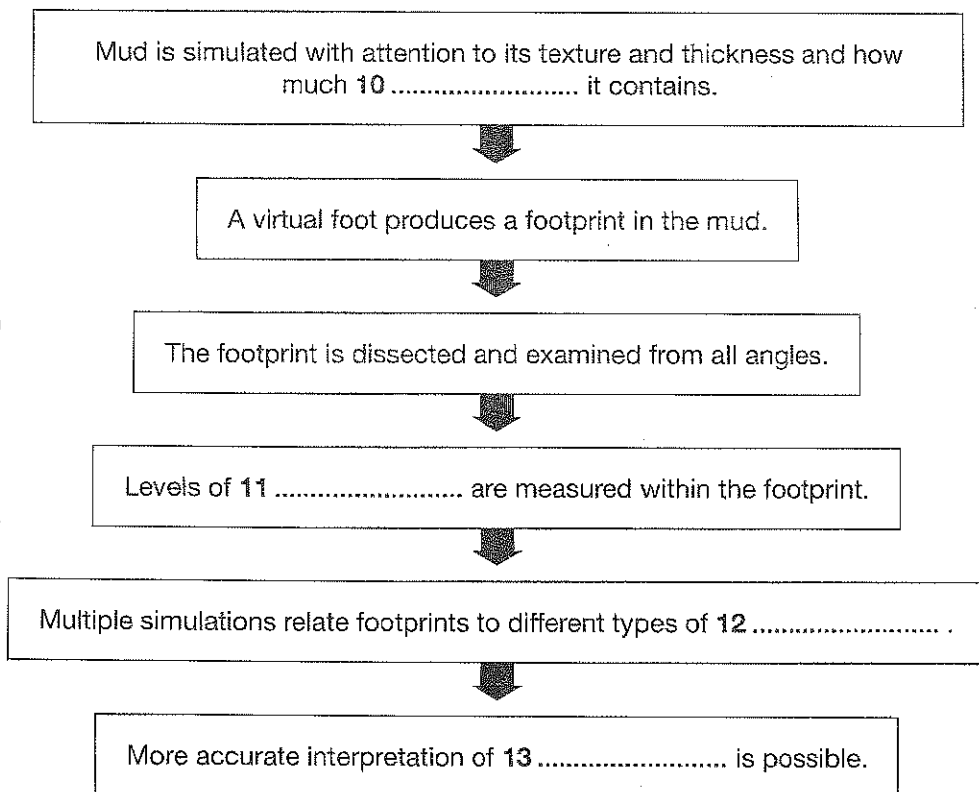 Mud is simulated with attention to its texture and thickness and how
much 10 ........................... it contains.
A virtual foot produces a footprint in the mud.
The footprint is dissected and examined from all angles.
Levels of 11 ........................... are measured within the footprint.
Multiple simulations relate footprints to different types of 12 ........................... .
More accurate interpretation of 13 ........................... is possible.